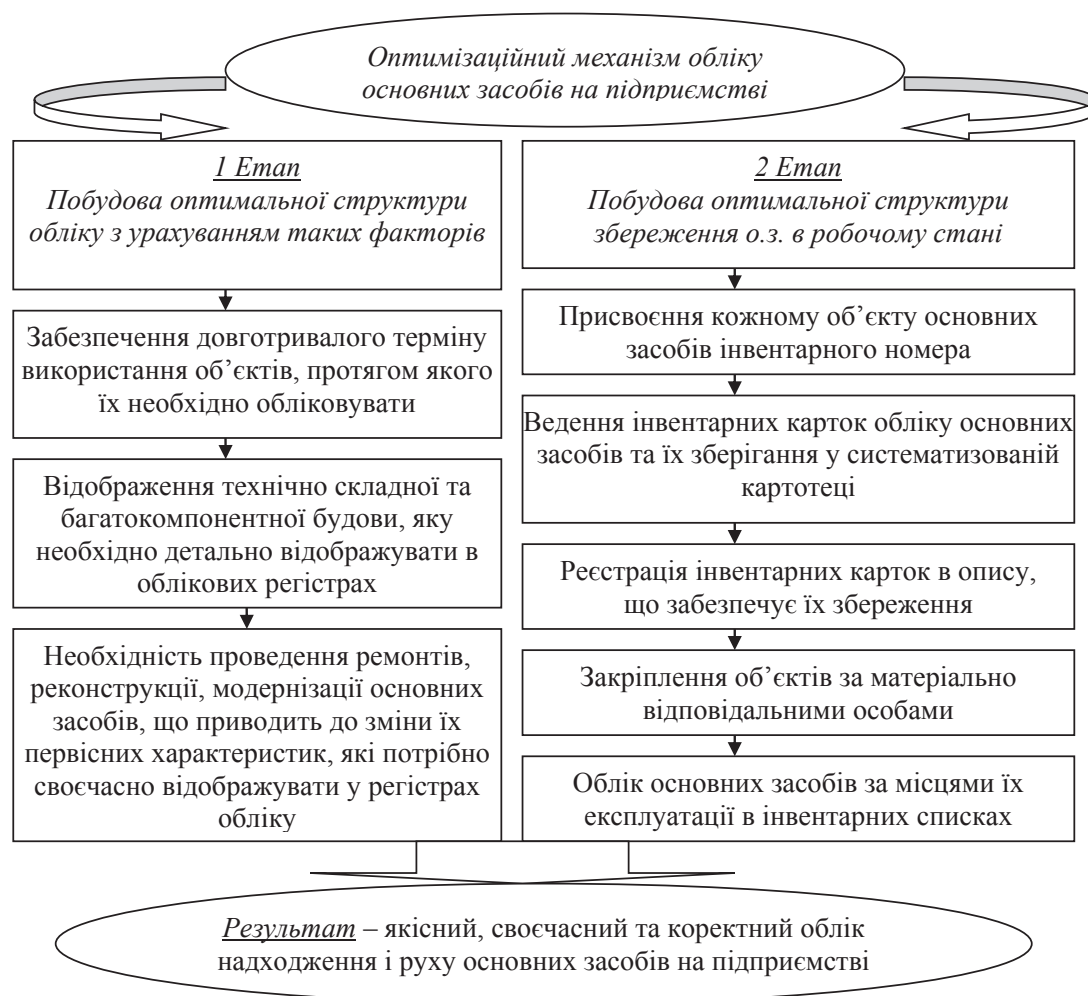 Оптимізаційний механізм обліку
основних засобів на підприємстві
1 Етап
Побудова оптимальної структури
обліку з урахуванням таких факторів
Забезпечення довготривалого терміну
використання об’єктів, протягом якого
їх необхідно обліковувати
Відображення технічно складної та
багатокомпонентної будови, яку
необхідно детально відображувати в
облікових регістрах
Необхідність проведення ремонтів,
реконструкції, модернізації основних
засобів, що приводить до зміни їх
первісних характеристик, які потрібно
своєчасно відображувати у регістрах
обліку
2 Етап
Побудова оптимальної структури
збереження о.з. в робочому стані
Присвоєння кожному об’єкту основних
засобів інвентарного номера
Ведення інвентарних карток обліку основних
засобів та їх зберігання у систематизованій
картотеці
Реєстрація інвентарних карток в опису,
що забезпечує їх збереження
Закріплення об’єктів за матеріально
відповідальними особами
Облік основних засобів за місцями їх
експлуатації в інвентарних списках
Результат – якісний, своєчасний та коректний облік
надходження і руху основних засобів на підприємстві